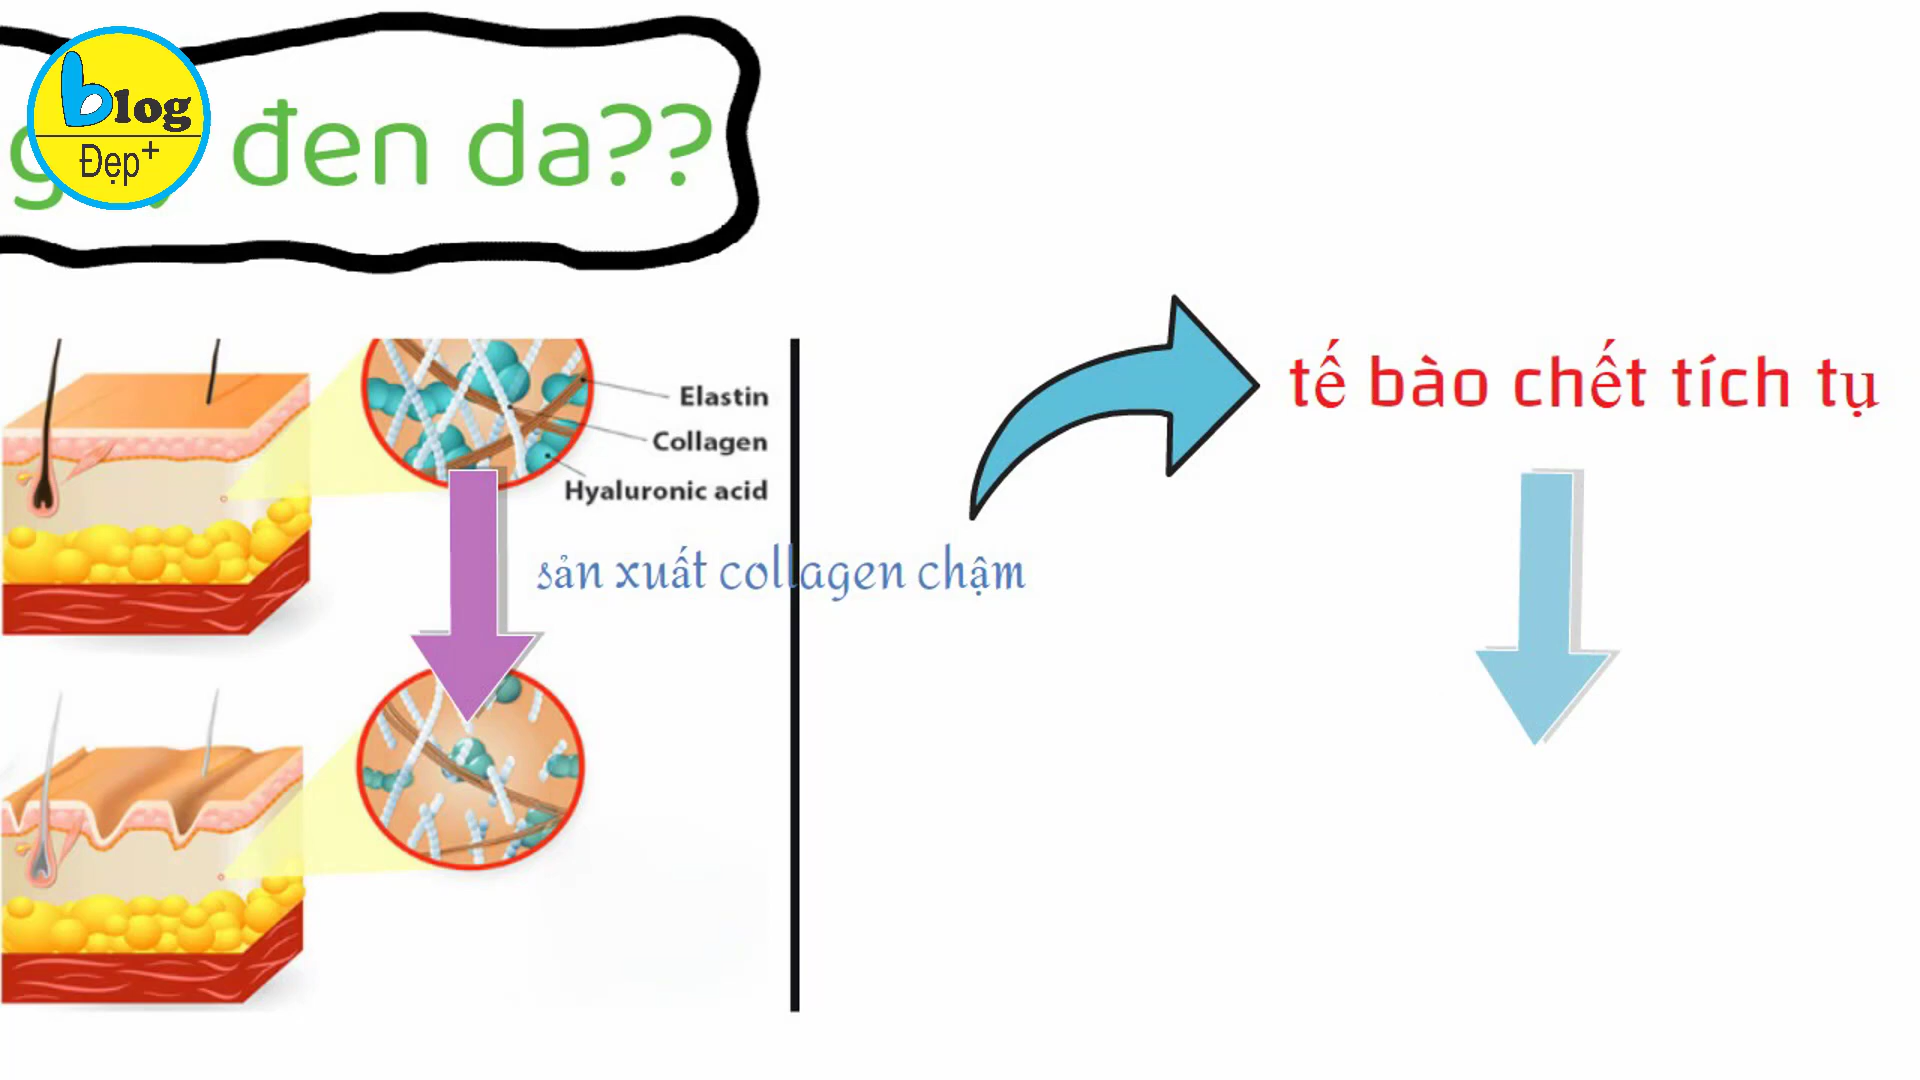 blog
Đẹp+
đen da??
Elastin
Collagen
Hyaluronic acid
sản xuất collagen chậm
tế bào chết tích tụ